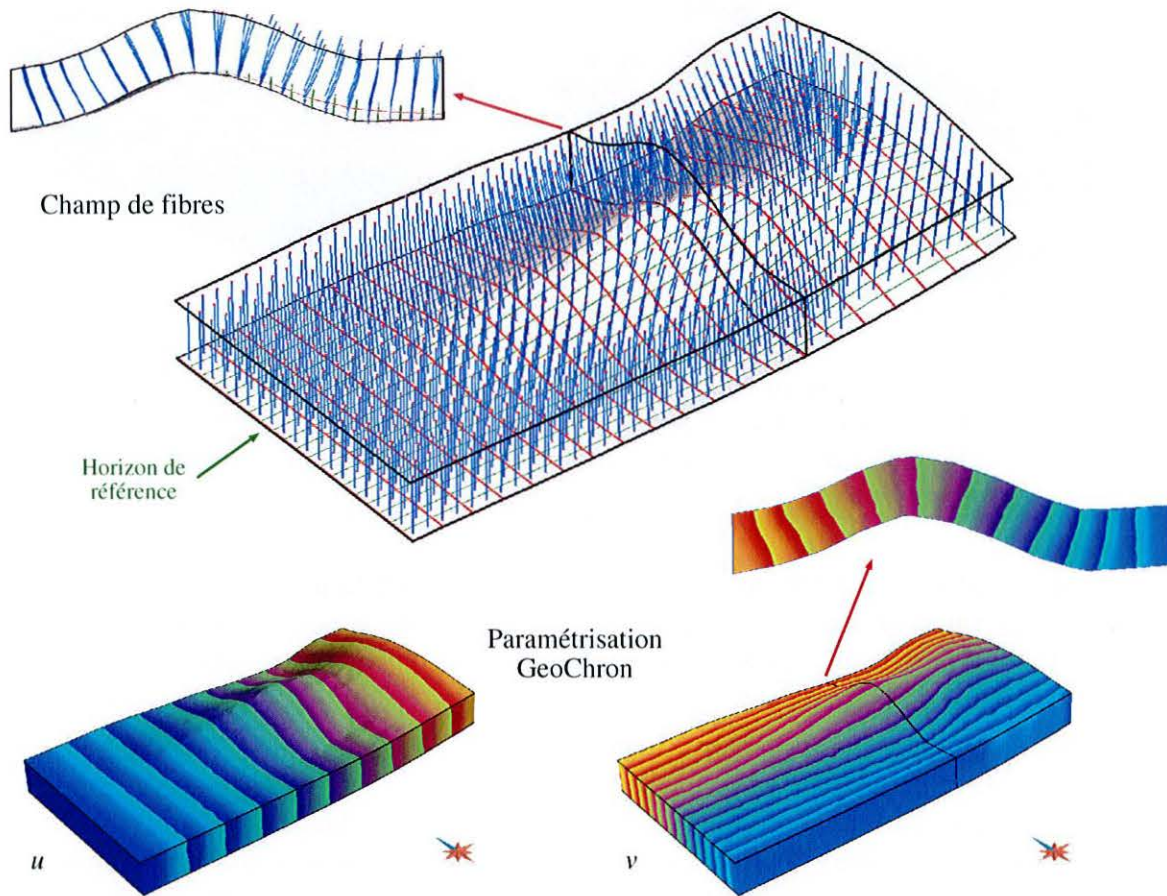 Champ de fibres
Horizon de
référence
Paramétrisation
GeoChron
u
v